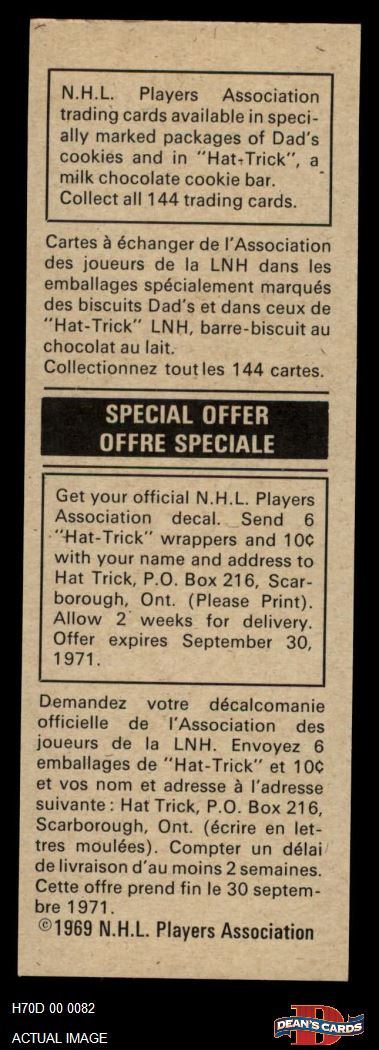 N.H.L. Players Association
trading cards available in speci-
ally marked packages of Dad's
cookies and in "Hat-Trick", a
milk chocolate cookie bar.
Collect all 144 trading cards.
Cartes à échanger de l'Association
des joueurs de la LNH dans les
emballages spécialement marqués
des biscuits Dad's et dans ceux de
"Hat-Trick" LNH, barre-biscuit au
chocolat au lait.
Collectionnez toutles 144 cartes.
SPECIAL OFFER
OFFRE SPECIALE
Get your official N.H.L. Players
Association decal. Send 6
"Hat-Trick" wrappers and 10¢
with your name and address to
Hat Trick, P.O. Box 216, Scar-
borough, Ont. (Please Print).
Allow 2 weeks for delivery.
Offer expires September 30,
1971.
Demandez votre décalcomanie
officielle de l'Association des
joueurs de la LNH. Envoyez 6
emballages de "Hat-Trick" et 10¢
et vos nom et adresse à l'adresse
suivante: Hat Trick, P.O. Box 216,
Scarborough, Ont. (écrire en let-
tres moulées). Compter un délai
de livraison d'au moins 2 semaines.
Cette offre prend fin le 30 septem-
bre 1971.
©1969 N.H.L. Players Association
H70D 00 0082
ACTUAL IMAGE
DEAN'S CARDS